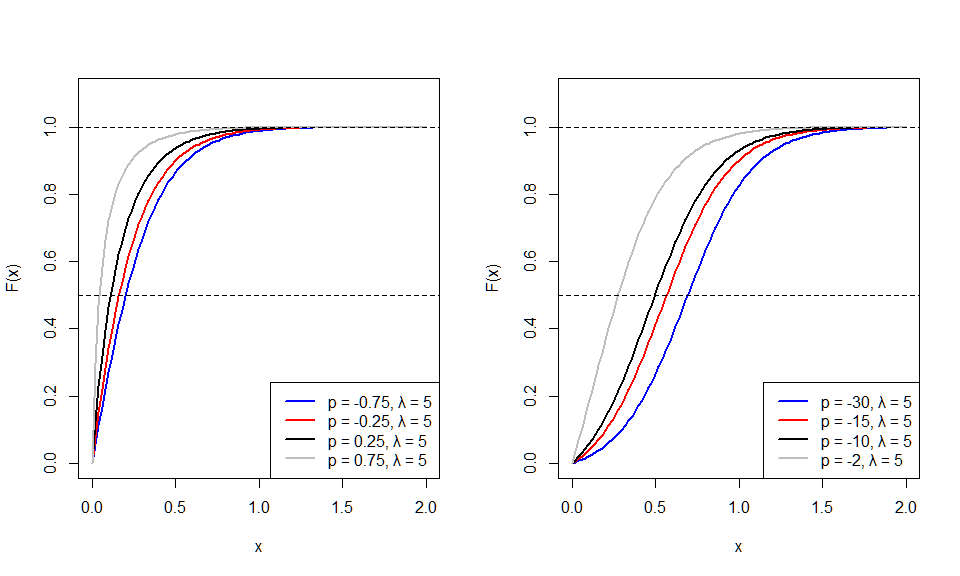 F(x)
1.0
0.8
0.6
0.4
0.2
0.0
p = -0.75, λ = 5
p = -0.25, λ = 5
p = 0.25, λ = 5
p = 0.75, λ = 5
0.0 0.5 1.0 1.5 2.0
x
F(x)
1.0
0.8
0.6
0.4
0.2
0.0
p = -30, λ = 5
p = -15, λ = 5
p = -10, λ = 5
p = -2, λ = 5
0.0 0.5 1.0 1.5 2.0
x